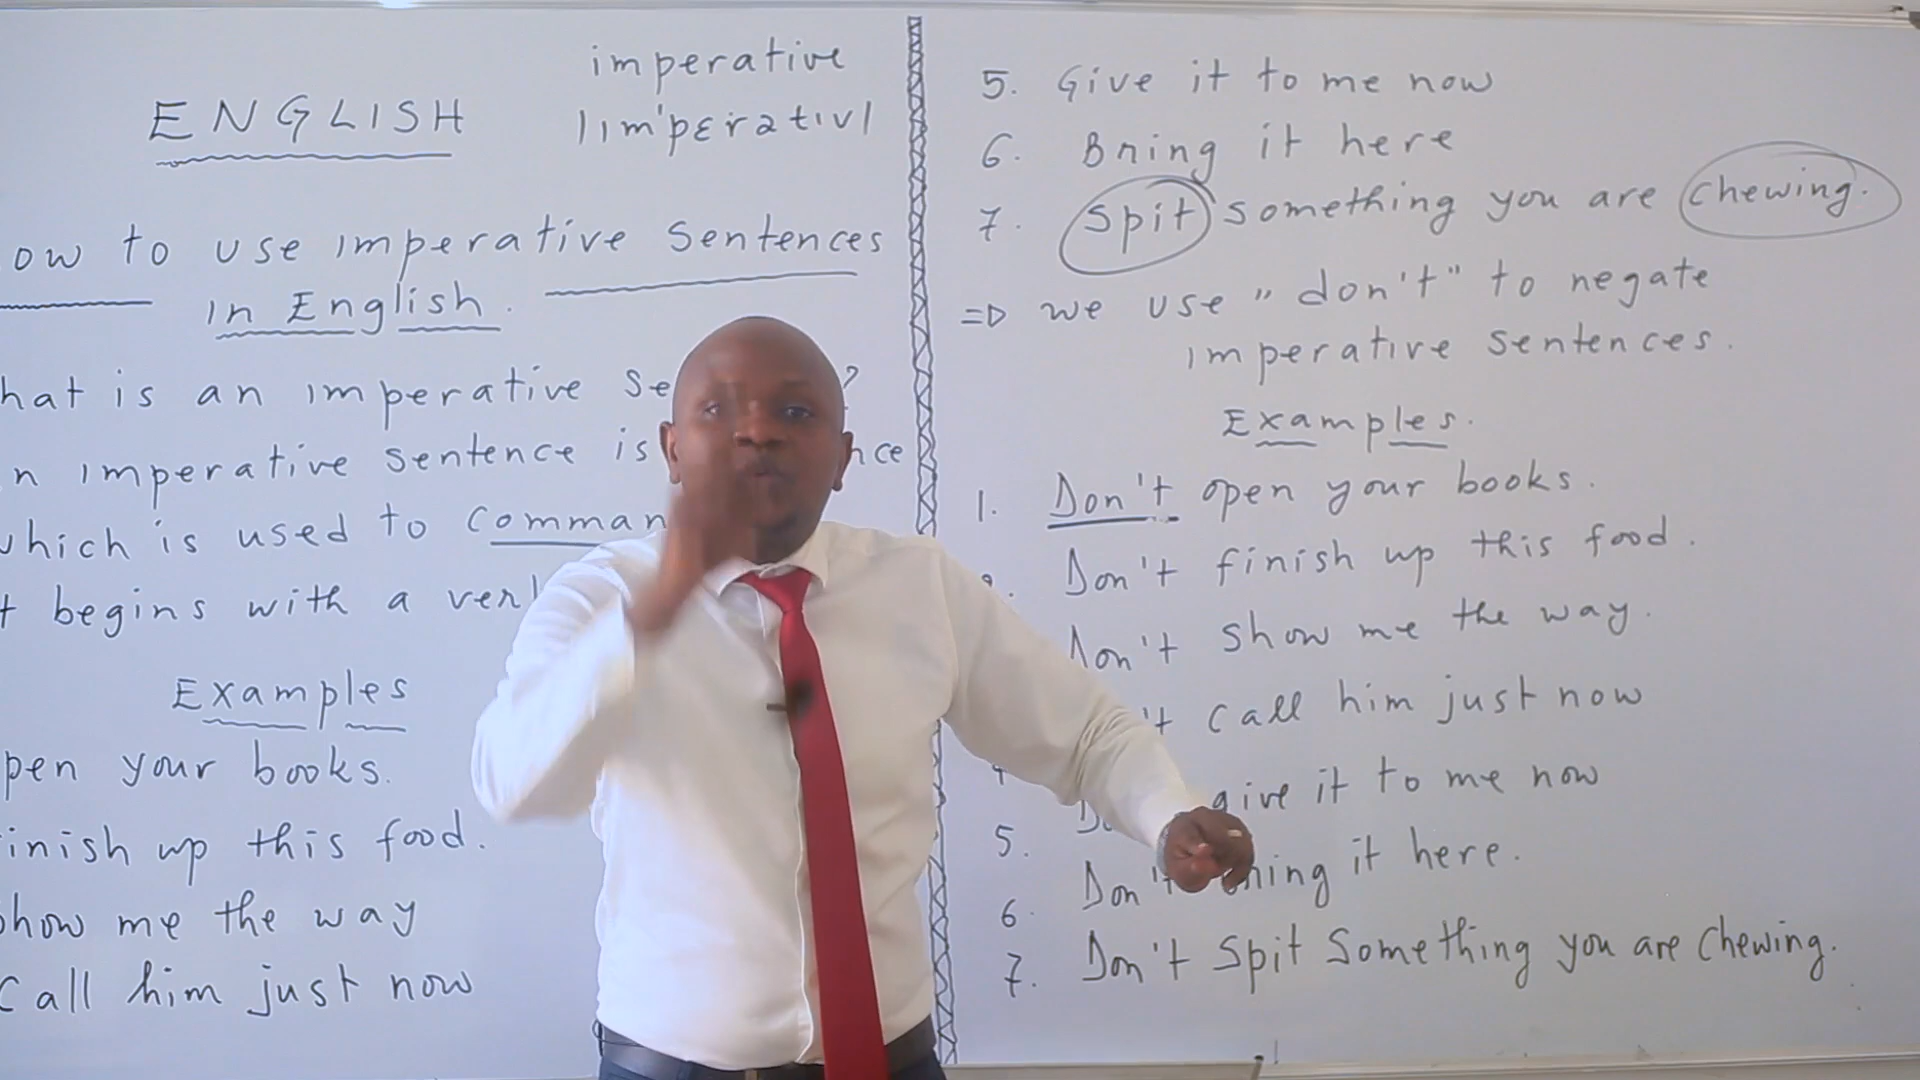 ENGLISH
imperative
/ɪmˈpɛrətɪv/
ow to use imperative sentences
in English.
hat is an imperative se ?
n imperative sentence is nce
which is used to comman
t begins with a ver
Examples
pen your books.
inish up this food.
show me the way
call him just now
5. Give it to me now
6. Bring it here
7. Spit something you are chewing.
=> we use "don't" to negate
imperative sentences.
Examples.
1. Don't open your books.
Don't finish up this food.
Don't show me the way.
't call him just now
give it to me now
5.
6. Don't ing it here.
7. Don't spit something you are chewing.